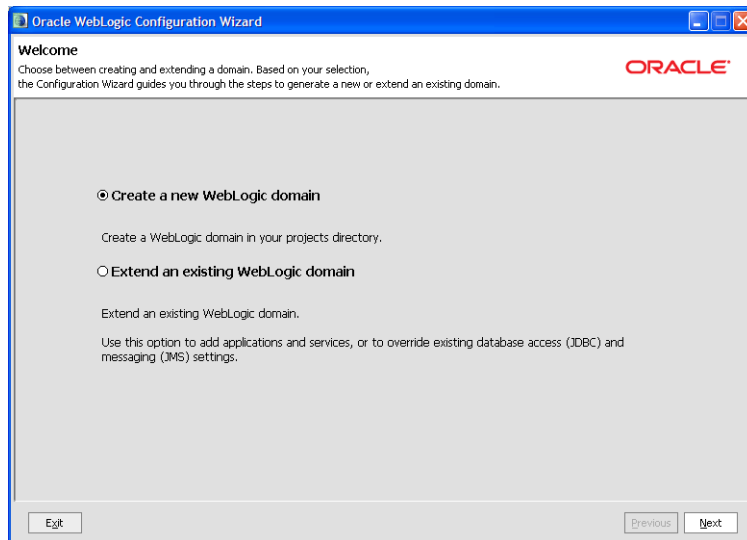 Oracle WebLogic Configuration Wizard
Welcome
Choose between creating and extending a domain. Based on your selection,
the Configuration Wizard guides you through the steps to generate a new or extend an existing domain.
ORACLE
Create a new WebLogic domain
Create a WebLogic domain in your projects directory.
Extend an existing WebLogic domain
Extend an existing WebLogic domain.
Use this option to add applications and services, or to override existing database access (JDBC) and
messaging (JMS) settings.
Exit
Previous
Next